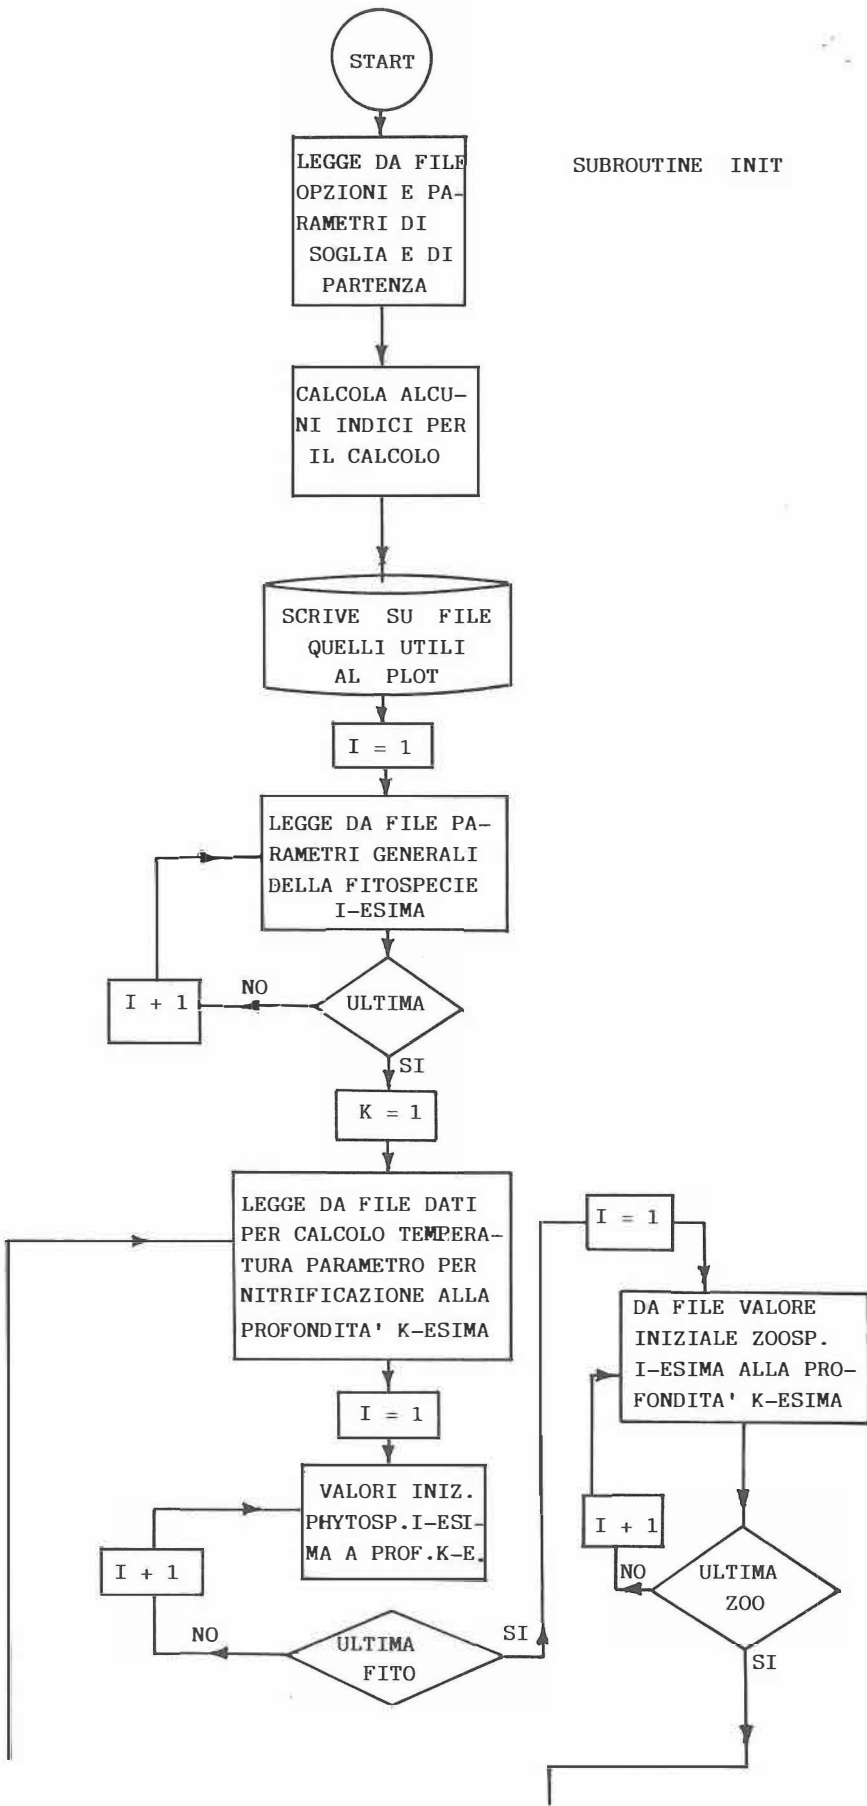 START
SUBROUTINE INIT
LEGGE DA FILE
OPZIONI E PA-
RAMETRI DI
SOGLIA E DI
PARTENZA
CALCOLA ALCU-
NI INDICI PER
IL CALCOLO
SCRIVE SU FILE
QUELLI UTILI
AL PLOT
I = 1
LEGGE DA FILE PA-
RAMETRI GENERALI
DELLA FITOSPECIE
I-ESIMA
I + 1
NO
ULTIMA
SI
K = 1
LEGGE DA FILE DATI
PER CALCOLO TEMPERA-
TURA PARAMETRO PER
NITRIFICAZIONE ALLA
PROFONDITA' K-ESIMA
I = 1
VALORI INIZ.
PHYTOSP.I-ESI-
MA A PROF.K-E.
I + 1
NO
ULTIMA
FITO
SI
I = 1
DA FILE VALORE
INIZIALE ZOOSP.
I-ESIMA ALLA PRO-
FONDITA' K-ESIMA
I + 1
NO
ULTIMA
ZOO
SI